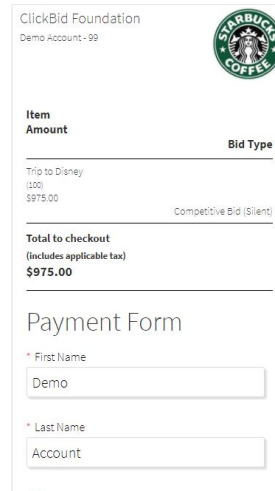 ClickBid Foundation
Demo Account - 99
STARBUCKS
COFFEE
Item
Amount
Bid Type
Trip to Disney
(100)
$975.00
Competitive Bid (Silent)
Total to checkout
(includes applicable tax)
$975.00
Payment Form
* First Name
Demo
* Last Name
Account